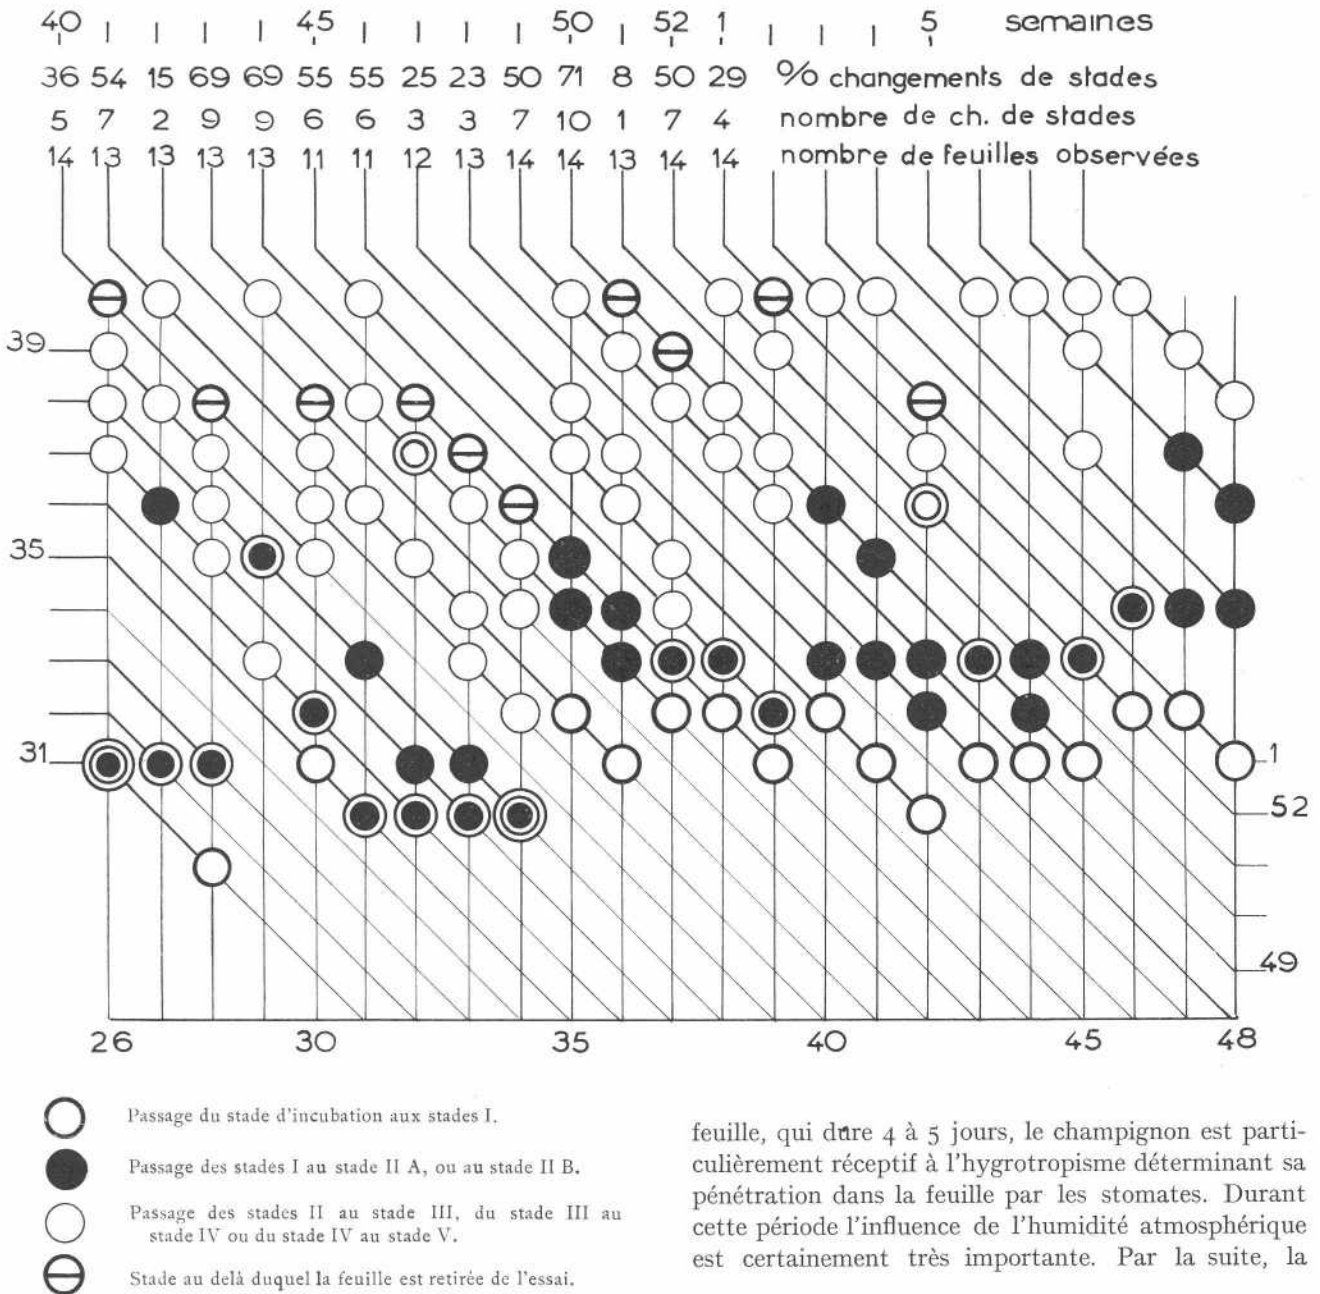 40 | | | | 45 | | | | 50 | 52 1 | | | 5 semaines
36 54 15 69 69 55 55 25 23 50 71 8 50 29 % changements de stades
5 7 2 9 9 6 6 3 3 7 10 1 7 4 nombre de ch. de stades
14 13 13 13 13 11 11 12 13 14 14 13 14 14 nombre de feuilles observées
39
35
31
1
52
49
26 30 35 40 45 48
Passage du stade d'incubation aux stades I.
Passage des stades I au stade II A, ou au stade II B.
Passage des stades II au stade III, du stade III au
stade IV ou du stade IV au stade V.
Stade au delà duquel la feuille est retirée de l'essai.
feuille, qui dure 4 à 5 jours, le champignon est parti-
culièrement réceptif à l'hygrotropisme déterminant sa
pénétration dans la feuille par les stomates. Durant
cette période l'influence de l'humidité atmosphérique
est certainement très importante. Par la suite, la